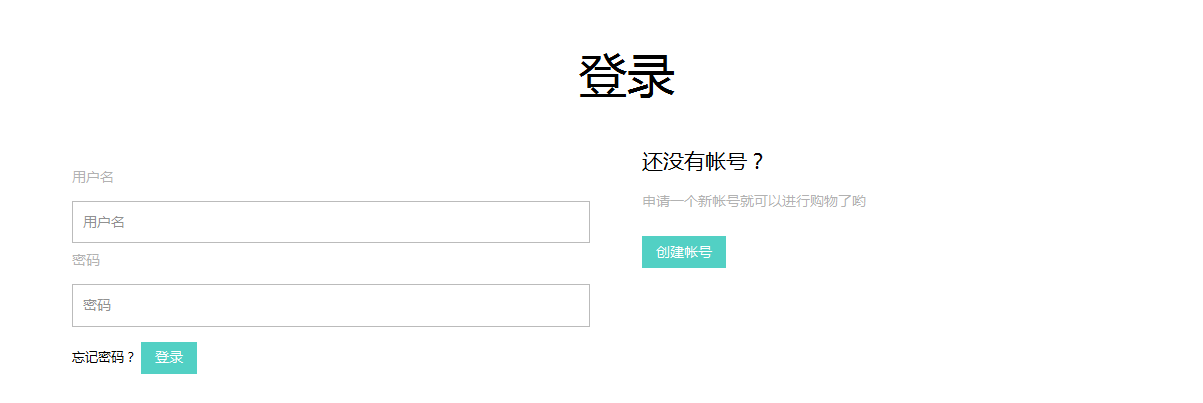 登录
用户名
用户名
密码
密码
忘记密码？ 登录
还没有帐号？
申请一个新帐号就可以进行购物了哟
创建帐号